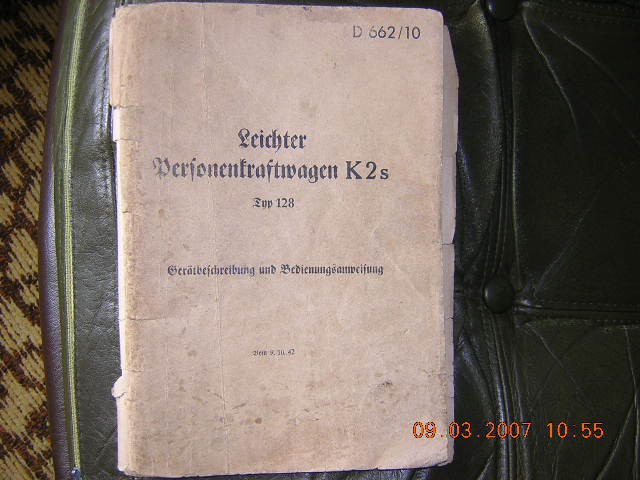 D 662/10
Leichter
Personenkraftwagen K2s
Typ 128
Gerätbeschreibung und Bedienungsanweisung
Vom 9. 10. 42
09.03.2007 10:55